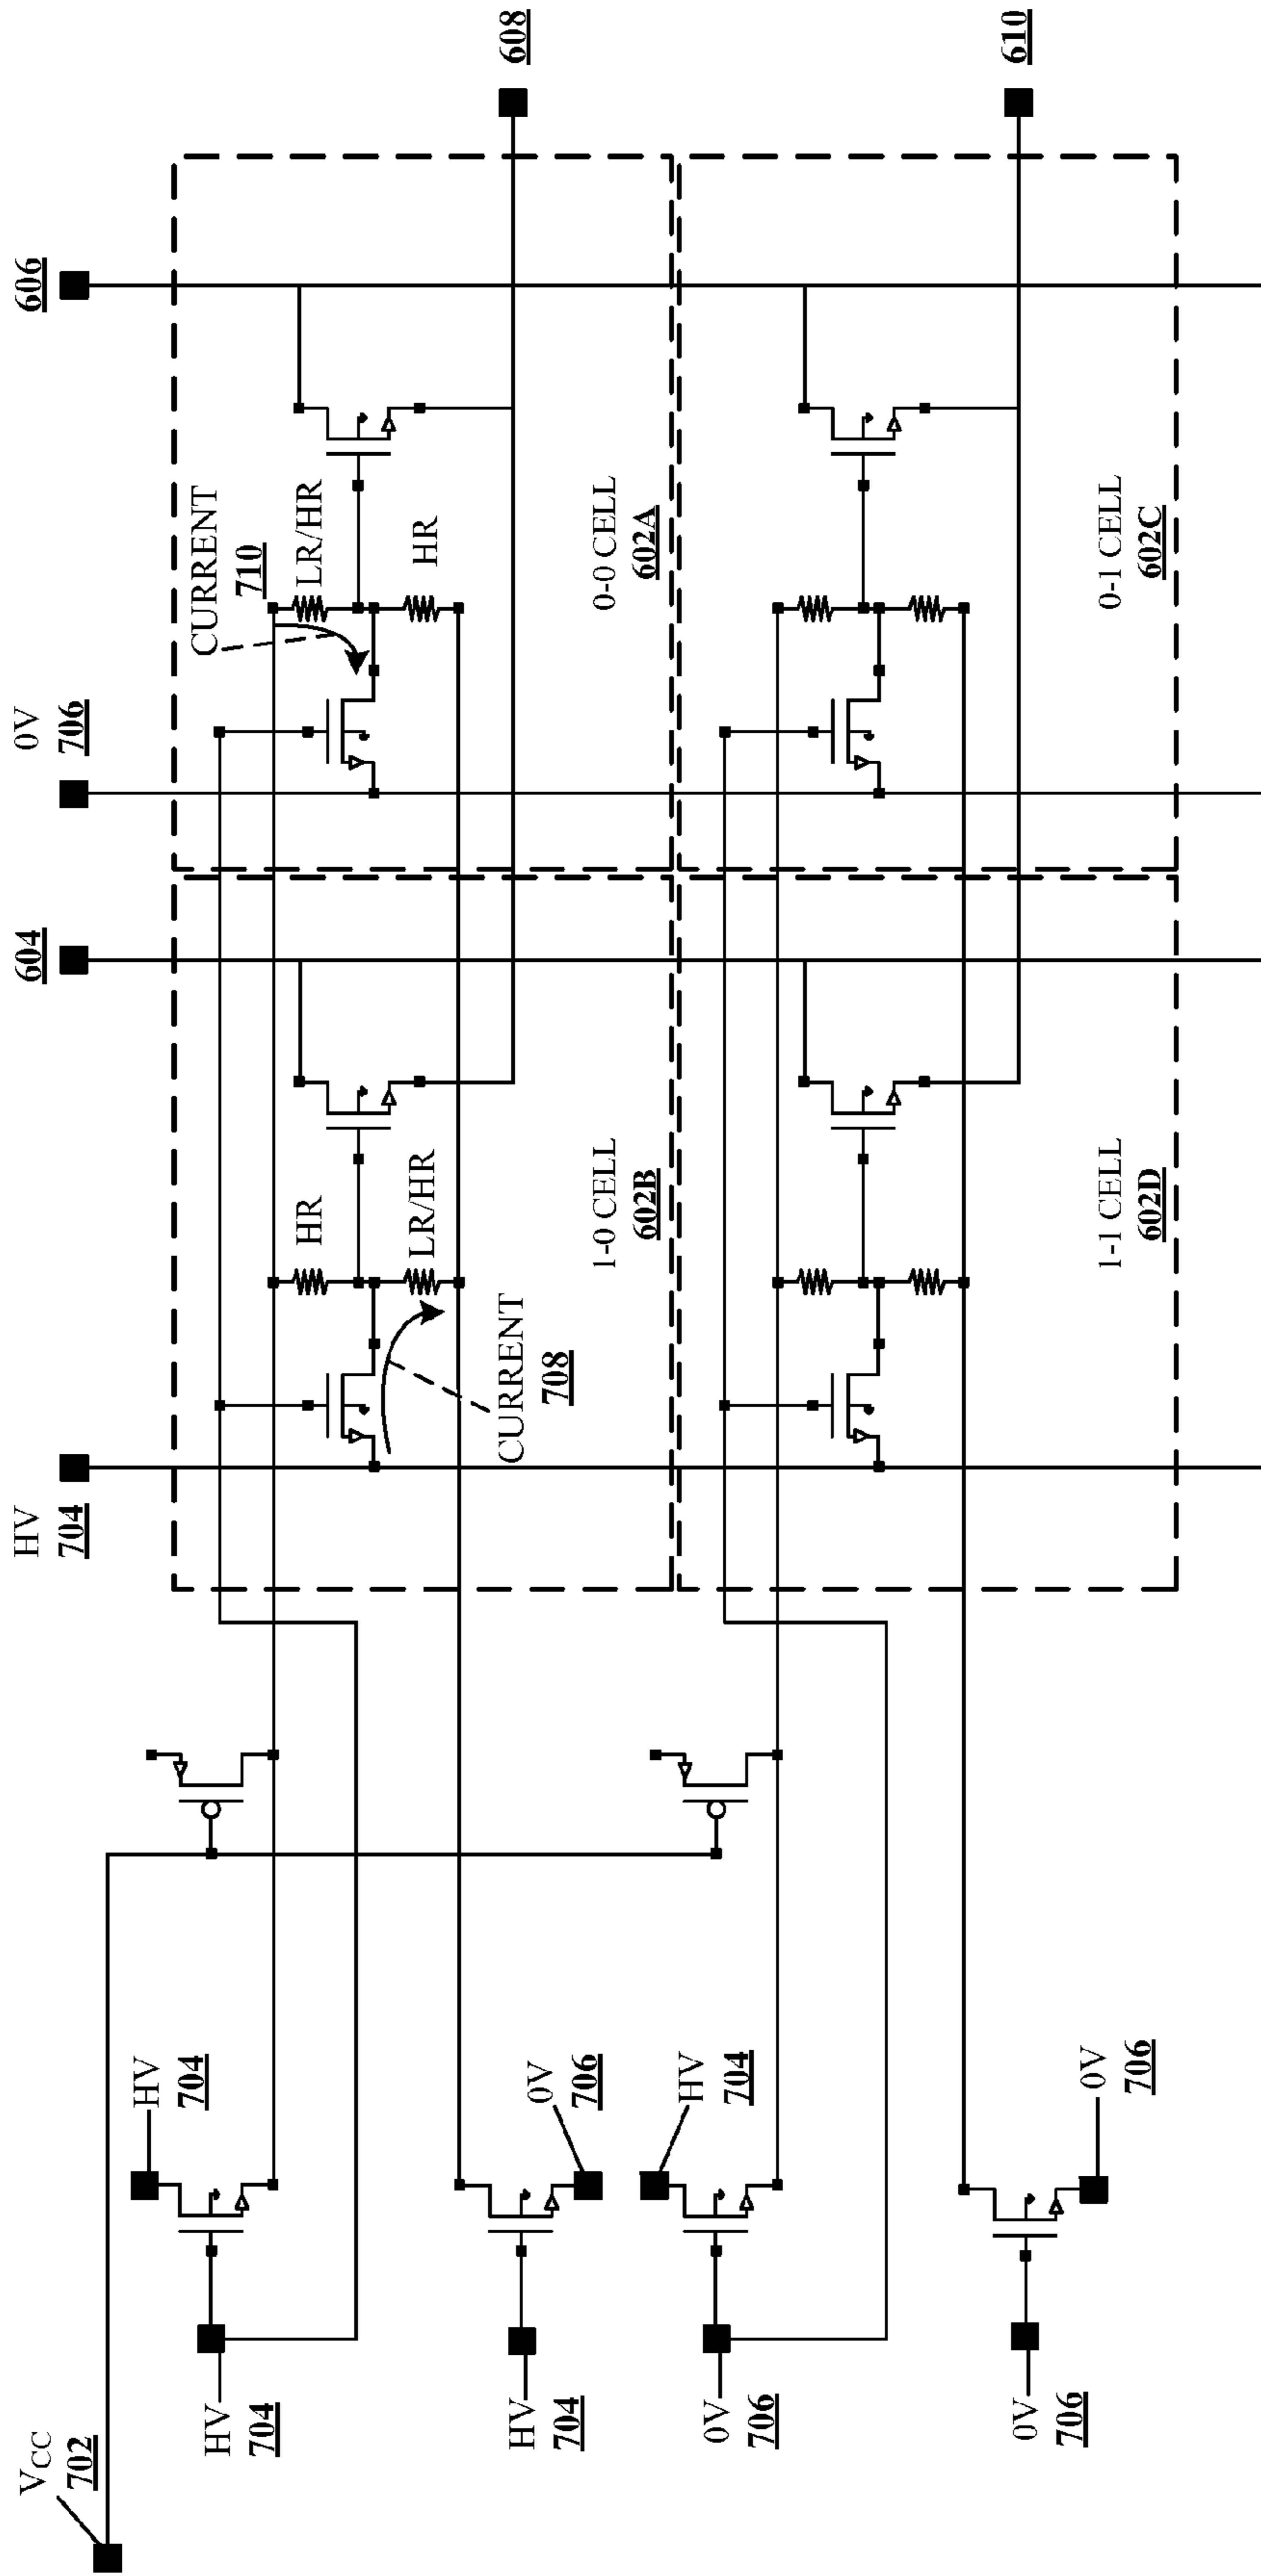 VCC
702
HV
704
604
0V
706
606
HV
704
HV
704
CURRENT
710
HR
LR/HR
LR/HR
HR
HV
704
0V
706
CURRENT
708
608
1-0 CELL
602B
0-0 CELL
602A
0V
706
HV
704
610
0V
706
0V
706
1-1 CELL
602D
0-1 CELL
602C